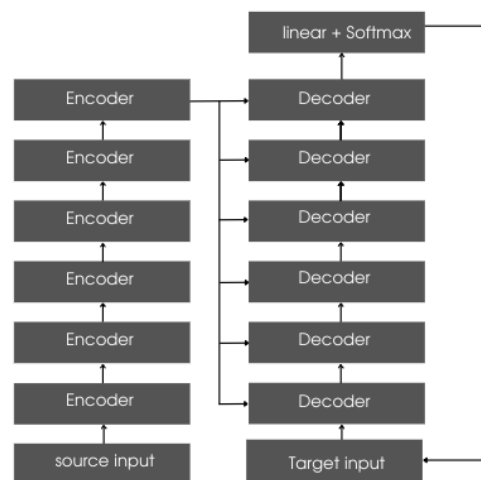 linear + Softmax
Encoder
Encoder
Encoder
Encoder
Encoder
Encoder
source input
Decoder
Decoder
Decoder
Decoder
Decoder
Decoder
Target input